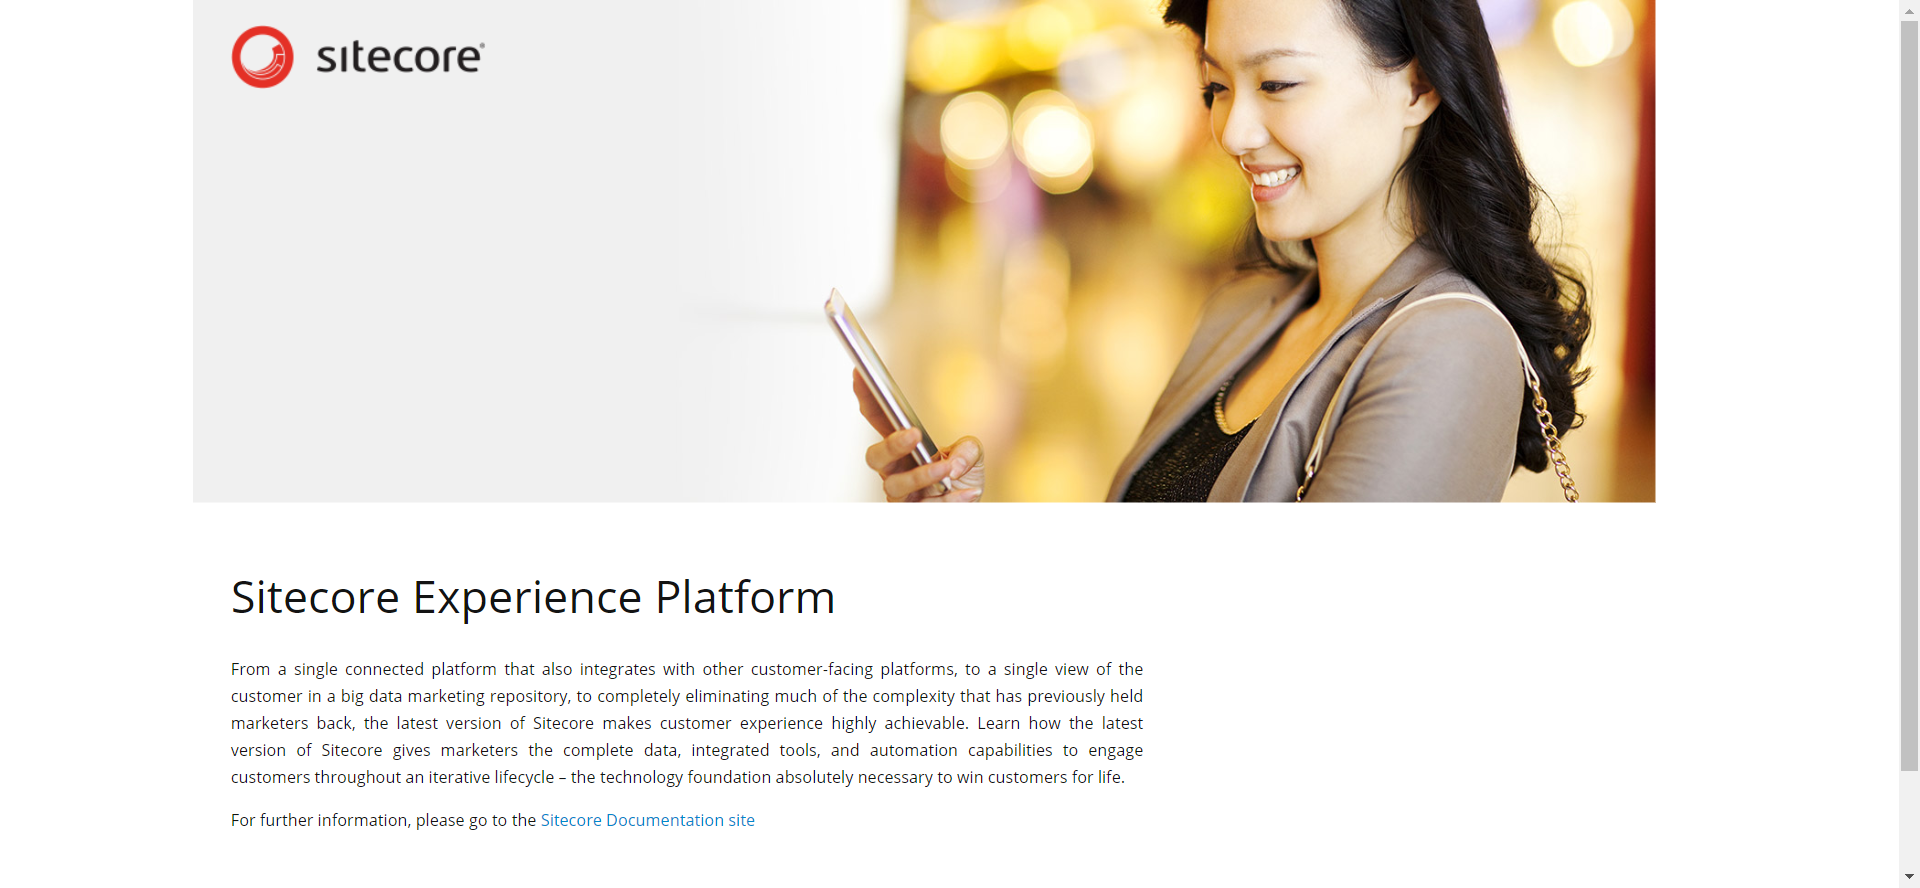 sitecore®
Sitecore Experience Platform
From a single connected platform that also integrates with other customer-facing platforms, to a single view of the
customer in a big data marketing repository, to completely eliminating much of the complexity that has previously held
marketers back, the latest version of Sitecore makes customer experience highly achievable. Learn how the latest
version of Sitecore gives marketers the complete data, integrated tools, and automation capabilities to engage
customers throughout an iterative lifecycle – the technology foundation absolutely necessary to win customers for life.
For further information, please go to the Sitecore Documentation site